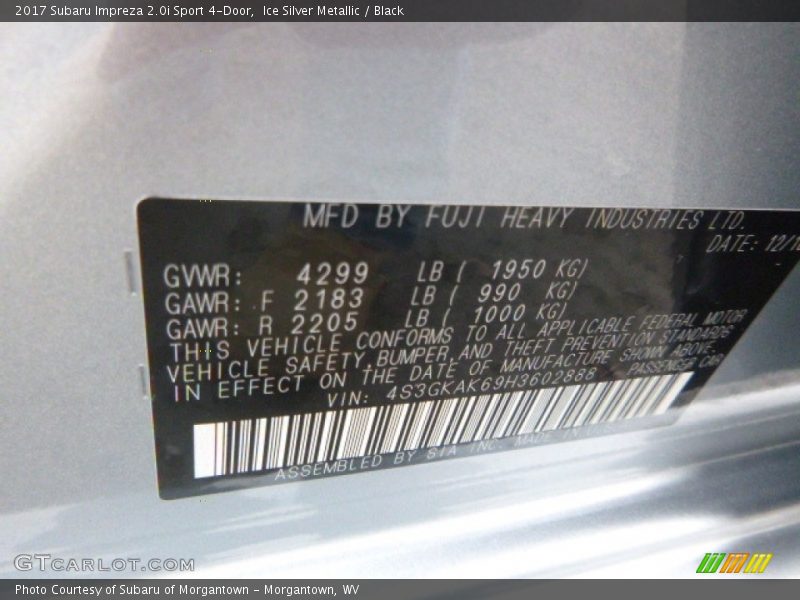 2017 Subaru Impreza 2.0i Sport 4-Door,  Ice Silver Metallic / Black
MFD BY FUJI HEAVY INDUSTRIES LTD.
DATE: 12/1
GVWR: 4299 LB ( 1950 KG)
GAWR: F 2183 LB ( 990 KG)
GAWR: R 2205 LB ( 1000 KG)
THIS VEHICLE CONFORMS TO ALL APPLICABLE FEDERAL MOTOR
VEHICLE SAFETY, BUMPER, AND THEFT PREVENTION STANDARDS
IN EFFECT ON THE DATE OF MANUFACTURE SHOWN ABOVE.
VIN: 4S3GKAK69H3602888 PASSENGER CAR
ASSEMBLED BY SIA INC. MADE IN
GTCARLOT.COM
Photo Courtesy of Subaru of Morgantown - Morgantown, WV